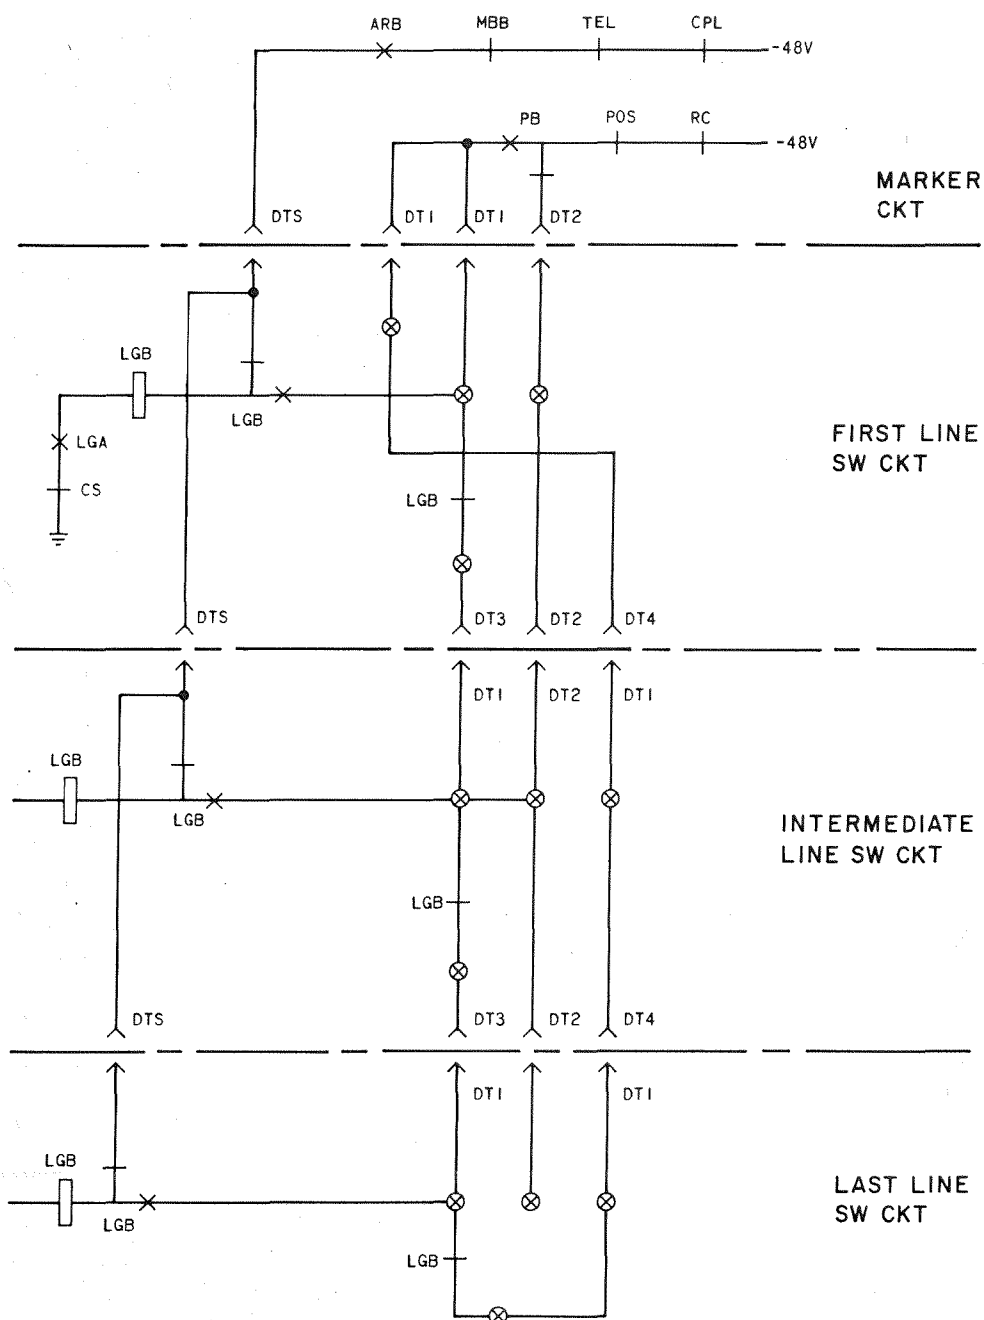 ARB MBB TEL CPL
-48V
PB POS RC
-48V
MARKER
CKT
DTS DT1 DT1 DT2
LGB
LGB
LGA
CS
FIRST LINE
SW CKT
LGB
DTS DT3 DT2 DT4
DT1 DT2 DT1
LGB
LGB
INTERMEDIATE
LINE SW CKT
LGB
DTS DT3 DT2 DT4
DT1 DT1
LGB
LGB
LAST LINE
SW CKT
LGB